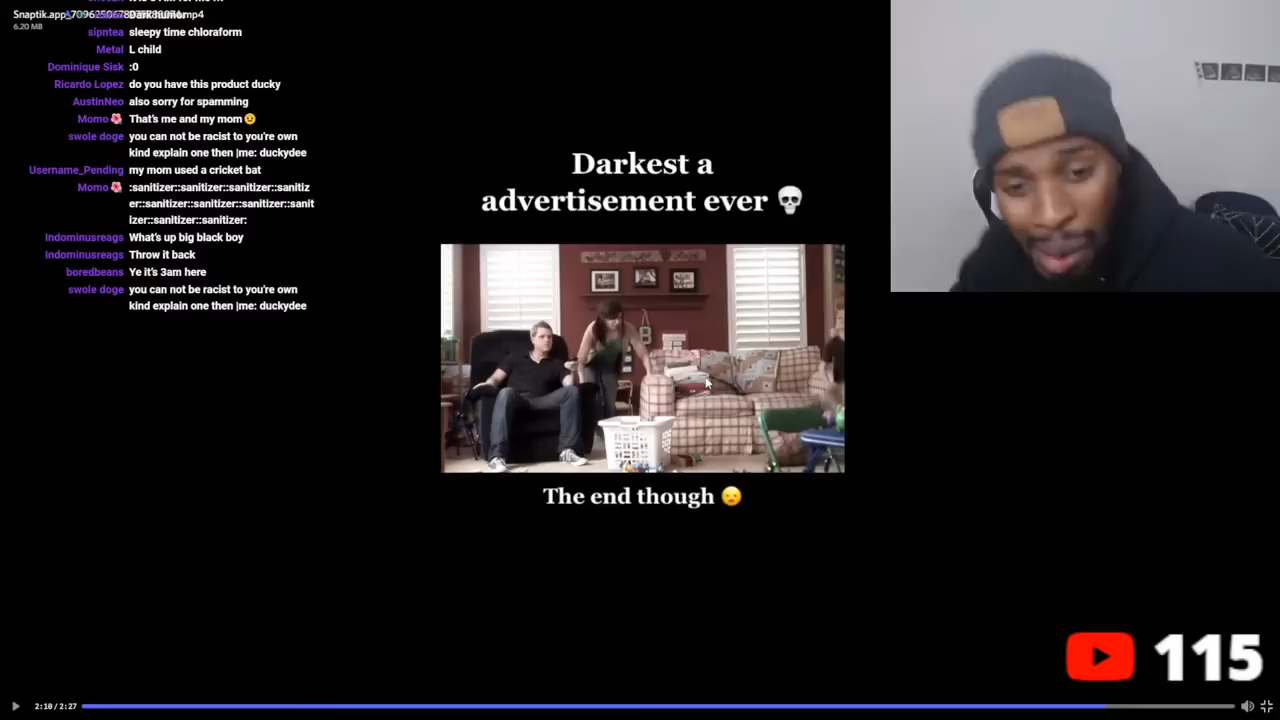 6.20 MB
sipntea sleepy time chloraform
Metal L child
Dominique Sisk :0
Ricardo Lopez do you have this product ducky
AustinNeo also sorry for spamming
Momo🌺 That's me and my mom😢
swole doge you can not be racist to you're own
kind explain one then |me: duckydee
Username_Pending my mom used a cricket bat
Momo🌺 :sanitizer::sanitizer::sanitizer::sanitiz
er::sanitizer::sanitizer::sanitizer::sanit
izer::sanitizer::sanitizer:
Indominusreags What's up big black boy
Indominusreags Throw it back
boredbeans Ye it's 3am here
swole doge you can not be racist to you're own
kind explain one then |me: duckydee
Darkest a
advertisement ever 💀
The end though 😦
115
2:10 / 2:27